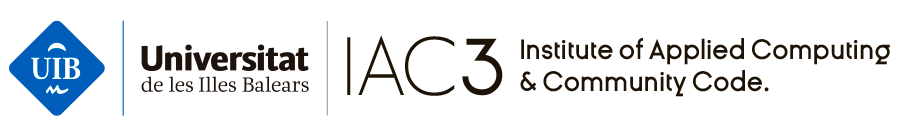 UIB
Universitat
de les Illes Balears
IAC3
Institute of Applied Computing
& Community Code.